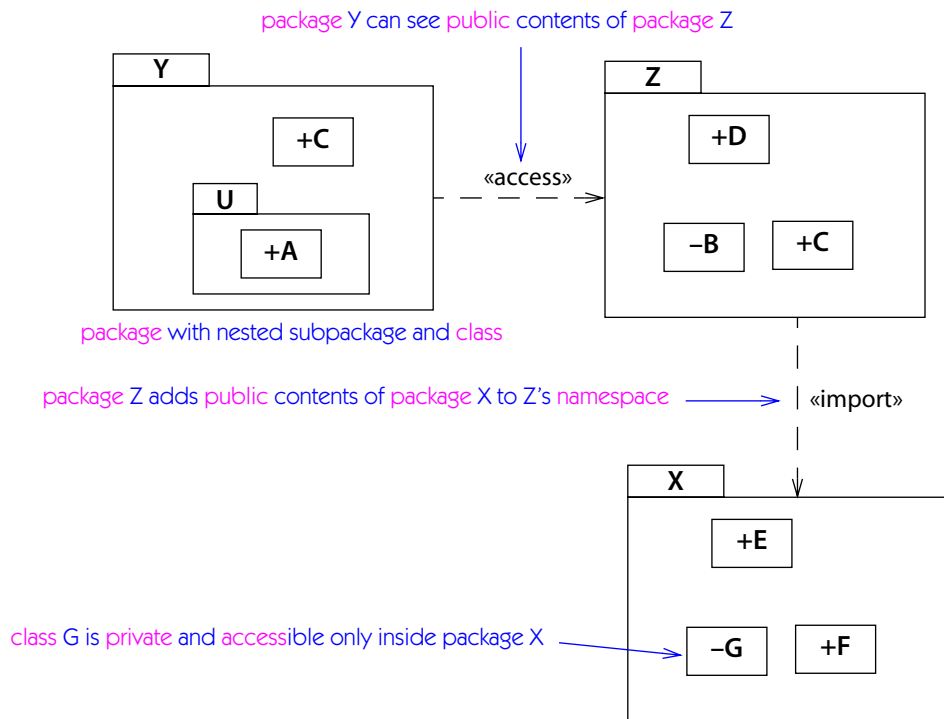 package Y can see public contents of package Z
Y
Z
+C
+D
«access»
U
+A
–B
+C
package with nested subpackage and class
package Z adds public contents of package X to Z’s namespace
«import»
X
+E
class G is private and accessible only inside package X
–G
+F